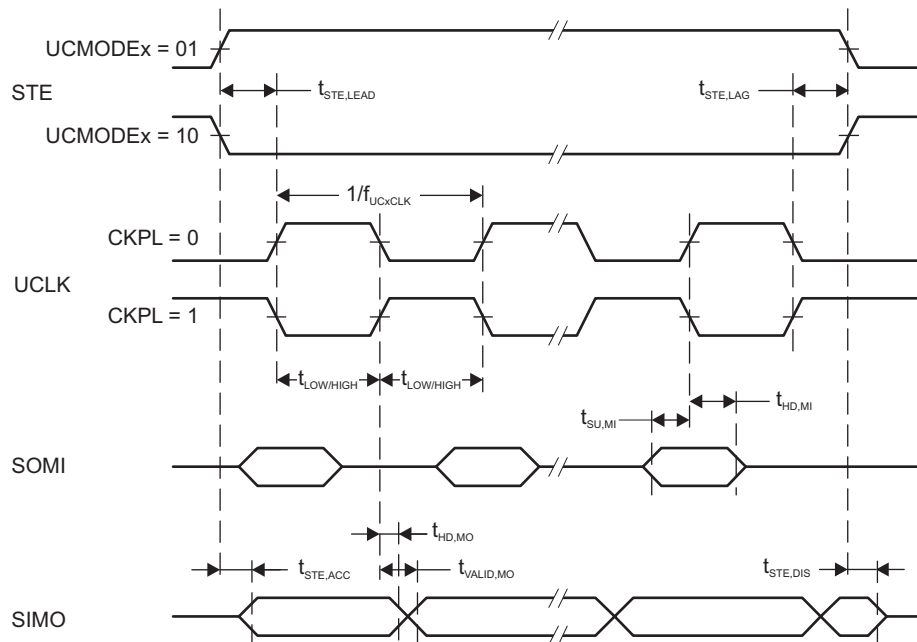 UCMODEx = 01
STE
t_STE,LEAD
t_STE,LAG
UCMODEx = 10
1/f_UCxCLK
CKPL = 0
UCLK
CKPL = 1
t_LOW/HIGH t_LOW/HIGH
t_HD,MI
t_SU,MI
SOMI
t_HD,MO
t_STE,ACC
t_VALID,MO
t_STE,DIS
SIMO